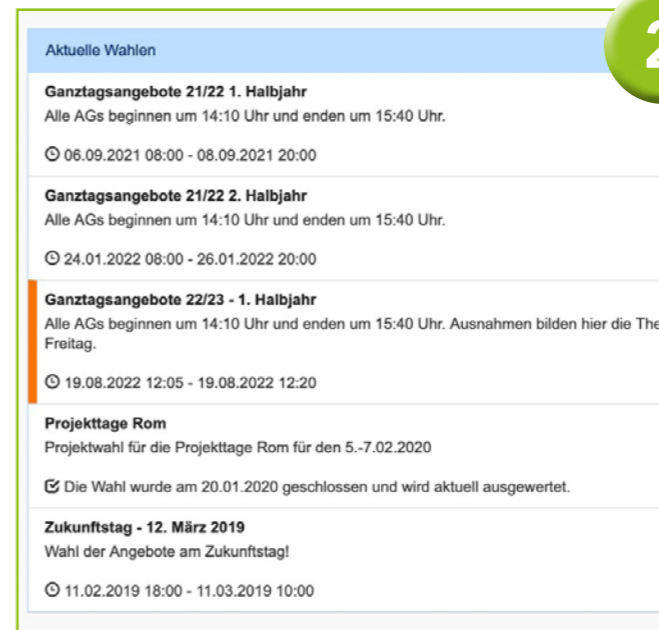 2
Aktuelle Wahlen
Ganztagsangebote 21/22 1. Halbjahr
Alle AGs beginnen um 14:10 Uhr und enden um 15:40 Uhr.
06.09.2021 08:00 - 08.09.2021 20:00
Ganztagsangebote 21/22 2. Halbjahr
Alle AGs beginnen um 14:10 Uhr und enden um 15:40 Uhr.
24.01.2022 08:00 - 26.01.2022 20:00
Ganztagsangebote 22/23 - 1. Halbjahr
Alle AGs beginnen um 14:10 Uhr und enden um 15:40 Uhr. Ausnahmen bilden hier die
Freitag.
19.08.2022 12:05 - 19.08.2022 12:20
Projekttage Rom
Projektwahl für die Projekttage Rom für den 5.-7.02.2020
Die Wahl wurde am 20.01.2020 geschlossen und wird aktuell ausgewertet.
Zukunftstag - 12. März 2019
Wahl der Angebote am Zukunftstag!
11.02.2019 18:00 - 11.03.2019 10:00